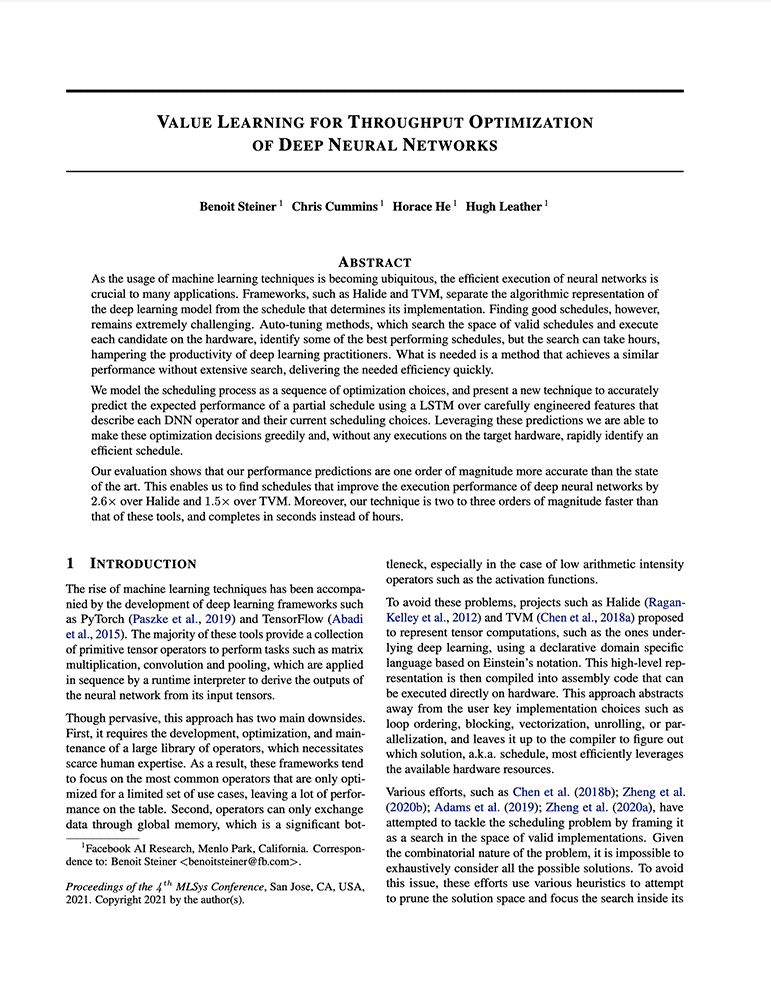 VALUE LEARNING FOR THROUGHPUT OPTIMIZATION
OF DEEP NEURAL NETWORKS
Benoit Steiner 1 Chris Cummins 1 Horace He 1 Hugh Leather 1
ABSTRACT
As the usage of machine learning techniques is becoming ubiquitous, the efficient execution of neural networks is
crucial to many applications. Frameworks, such as Halide and TVM, separate the algorithmic representation of
the deep learning model from the schedule that determines its implementation. Finding good schedules, however,
remains extremely challenging. Auto-tuning methods, which search the space of valid schedules and execute
each candidate on the hardware, identify some of the best performing schedules, but the search can take hours,
hampering the productivity of deep learning practitioners. What is needed is a method that achieves a similar
performance without extensive search, delivering the needed efficiency quickly.
We model the scheduling process as a sequence of optimization choices, and present a new technique to accurately
predict the expected performance of a partial schedule using a LSTM over carefully engineered features that
describe each DNN operator and their current scheduling choices. Leveraging these predictions we are able to
make these optimization decisions greedily and, without any executions on the target hardware, rapidly identify an
efficient schedule.
Our evaluation shows that our performance predictions are one order of magnitude more accurate than the state
of the art. This enables us to find schedules that improve the execution performance of deep neural networks by
2.6× over Halide and 1.5× over TVM. Moreover, our technique is two to three orders of magnitude faster than
that of these tools, and completes in seconds instead of hours.
1 INTRODUCTION
The rise of machine learning techniques has been accompa-
nied by the development of deep learning frameworks such
as PyTorch (Paszke et al., 2019) and TensorFlow (Abadi
et al., 2015). The majority of these tools provide a collection
of primitive tensor operators to perform tasks such as matrix
multiplication, convolution and pooling, which are applied
in sequence by a runtime interpreter to derive the outputs of
the neural network from its input tensors.
Though pervasive, this approach has two main downsides.
First, it requires the development, optimization, and main-
tenance of a large library of operators, which necessitates
scarce human expertise. As a result, these frameworks tend
to focus on the most common operators that are only opti-
mized for a limited set of use cases, leaving a lot of perfor-
mance on the table. Second, operators can only exchange
data through global memory, which is a significant bot-
1Facebook AI Research, Menlo Park, California. Correspon-
dence to: Benoit Steiner <benoitsteiner@fb.com>.
Proceedings of the 4th MLSys Conference, San Jose, CA, USA,
2021. Copyright 2021 by the author(s).
tleneck, especially in the case of low arithmetic intensity
operators such as the activation functions.
To avoid these problems, projects such as Halide (Ragan-
Kelley et al., 2012) and TVM (Chen et al., 2018a) proposed
to represent tensor computations, such as the ones under-
lying deep learning, using a declarative domain specific
language based on Einstein's notation. This high-level rep-
resentation is then compiled into assembly code that can
be executed directly on hardware. This approach abstracts
away from the user key implementation choices such as
loop ordering, blocking, vectorization, unrolling, or par-
allelization, and leaves it up to the compiler to figure out
which solution, a.k.a. schedule, most efficiently leverages
the available hardware resources.
Various efforts, such as Chen et al. (2018b); Zheng et al.
(2020b); Adams et al. (2019); Zheng et al. (2020a), have
attempted to tackle the scheduling problem by framing it
as a search in the space of valid implementations. Given
the combinatorial nature of the problem, it is impossible to
exhaustively consider all the possible solutions. To avoid
this issue, these efforts use various heuristics to attempt
to prune the solution space and focus the search inside its